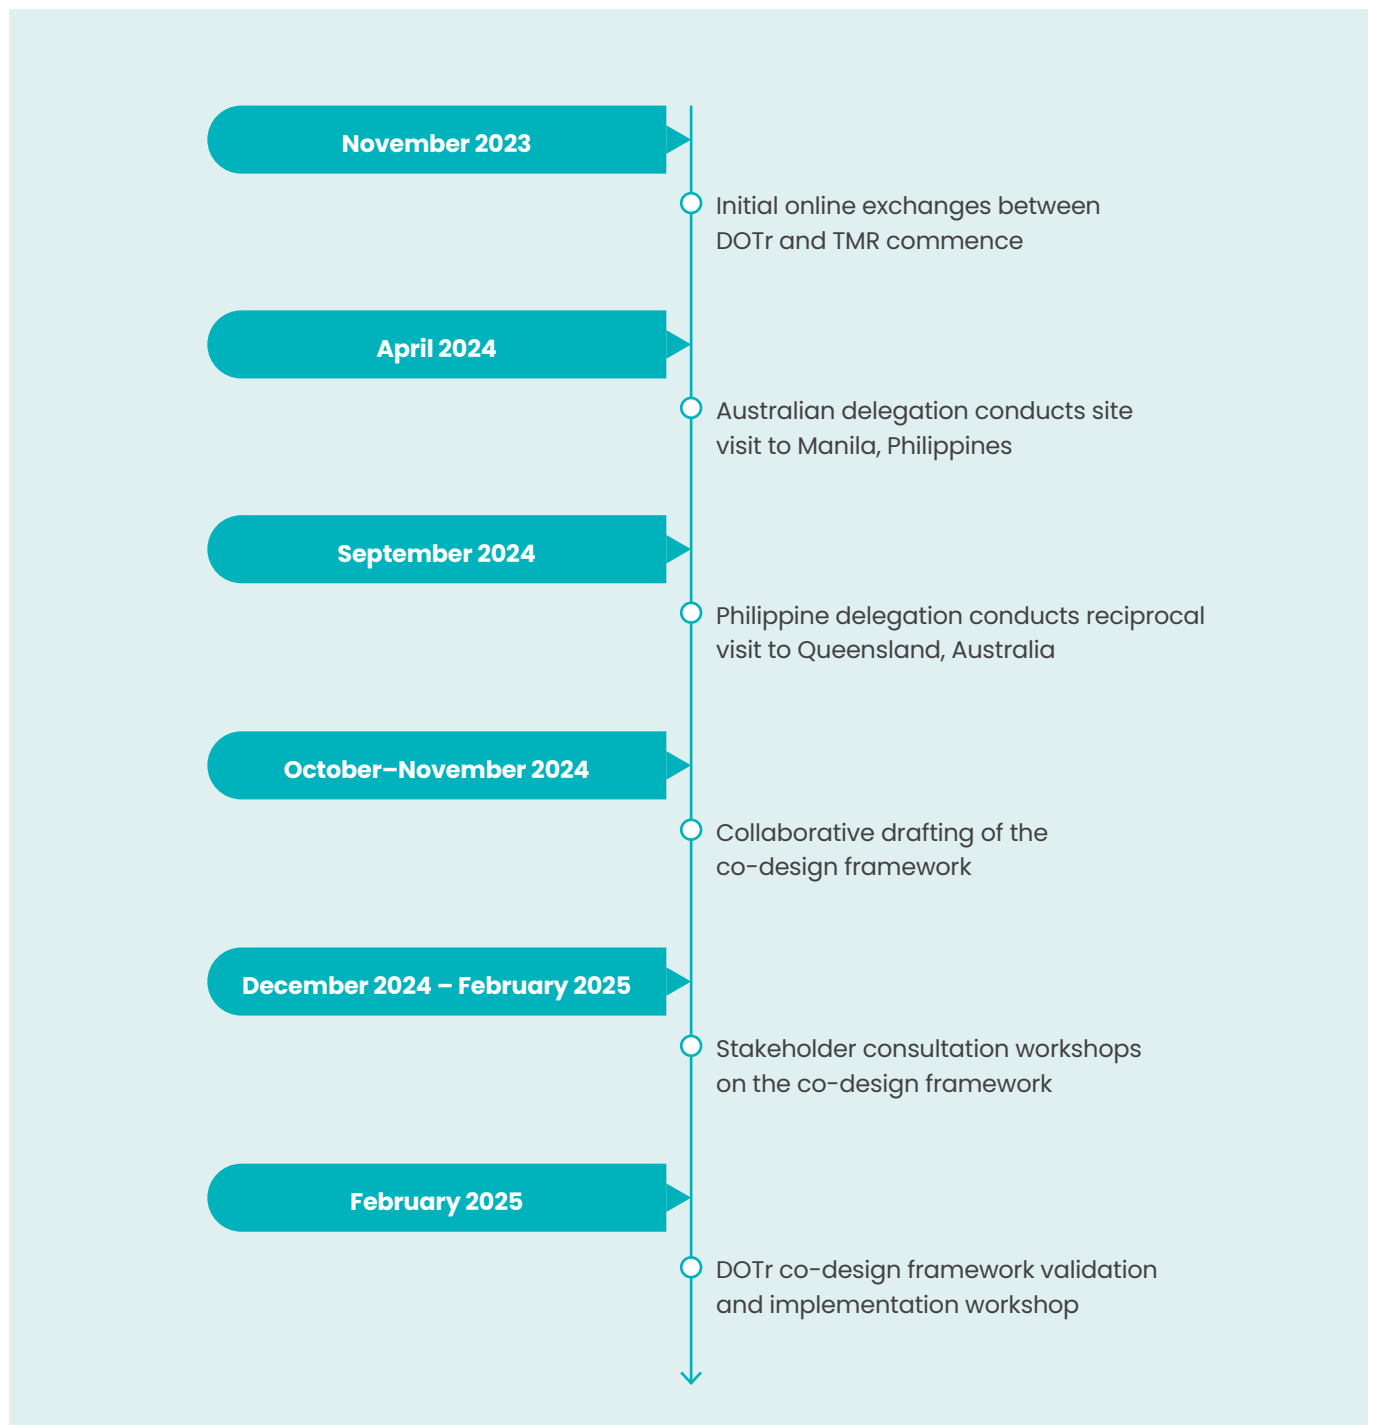 November 2023
Initial online exchanges between
DOTr and TMR commence
April 2024
Australian delegation conducts site
visit to Manila, Philippines
September 2024
Philippine delegation conducts reciprocal
visit to Queensland, Australia
October–November 2024
Collaborative drafting of the
co-design framework
December 2024 – February 2025
Stakeholder consultation workshops
on the co-design framework
February 2025
DOTr co-design framework validation
and implementation workshop